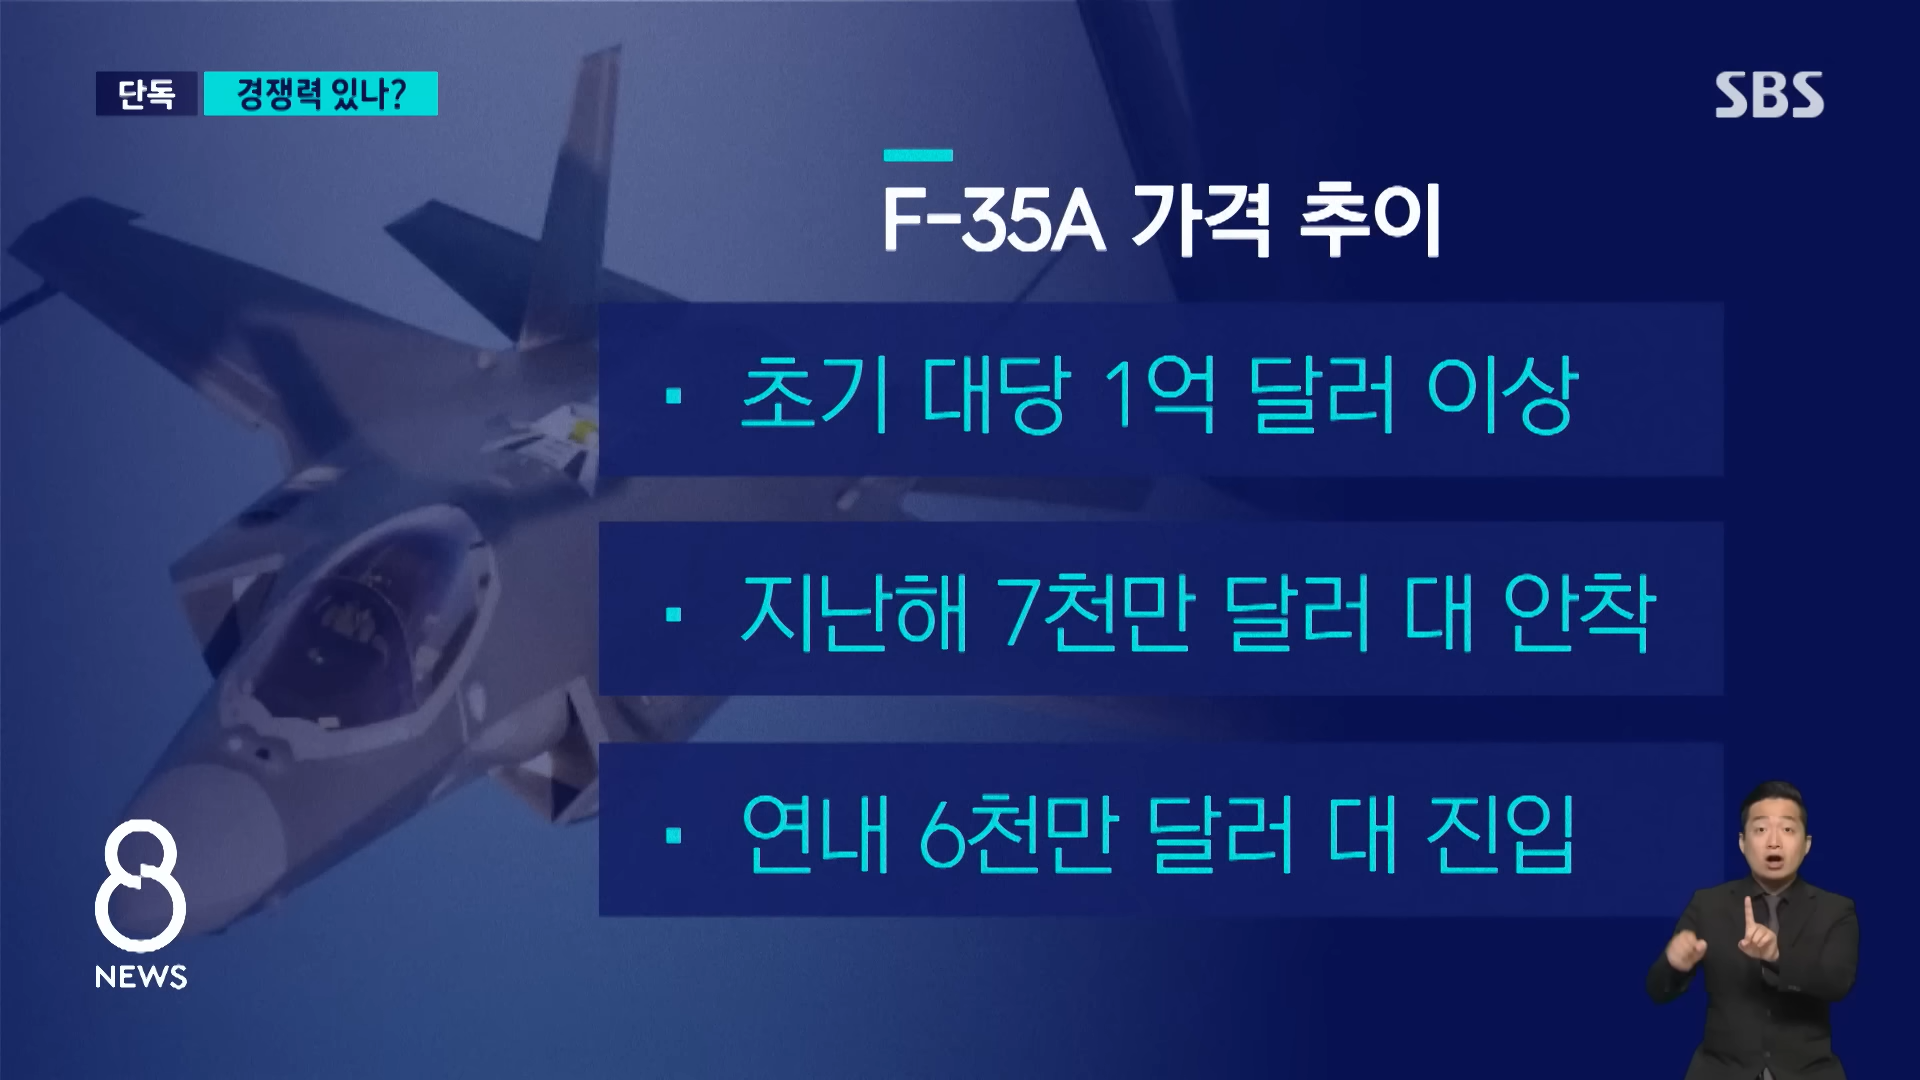 단독 경쟁력 있나?
SBS
F-35A 가격 추이
▪ 초기 대당 1억 달러 이상
▪ 지난해 7천만 달러 대 안착
▪ 연내 6천만 달러 대 진입
8
NEWS